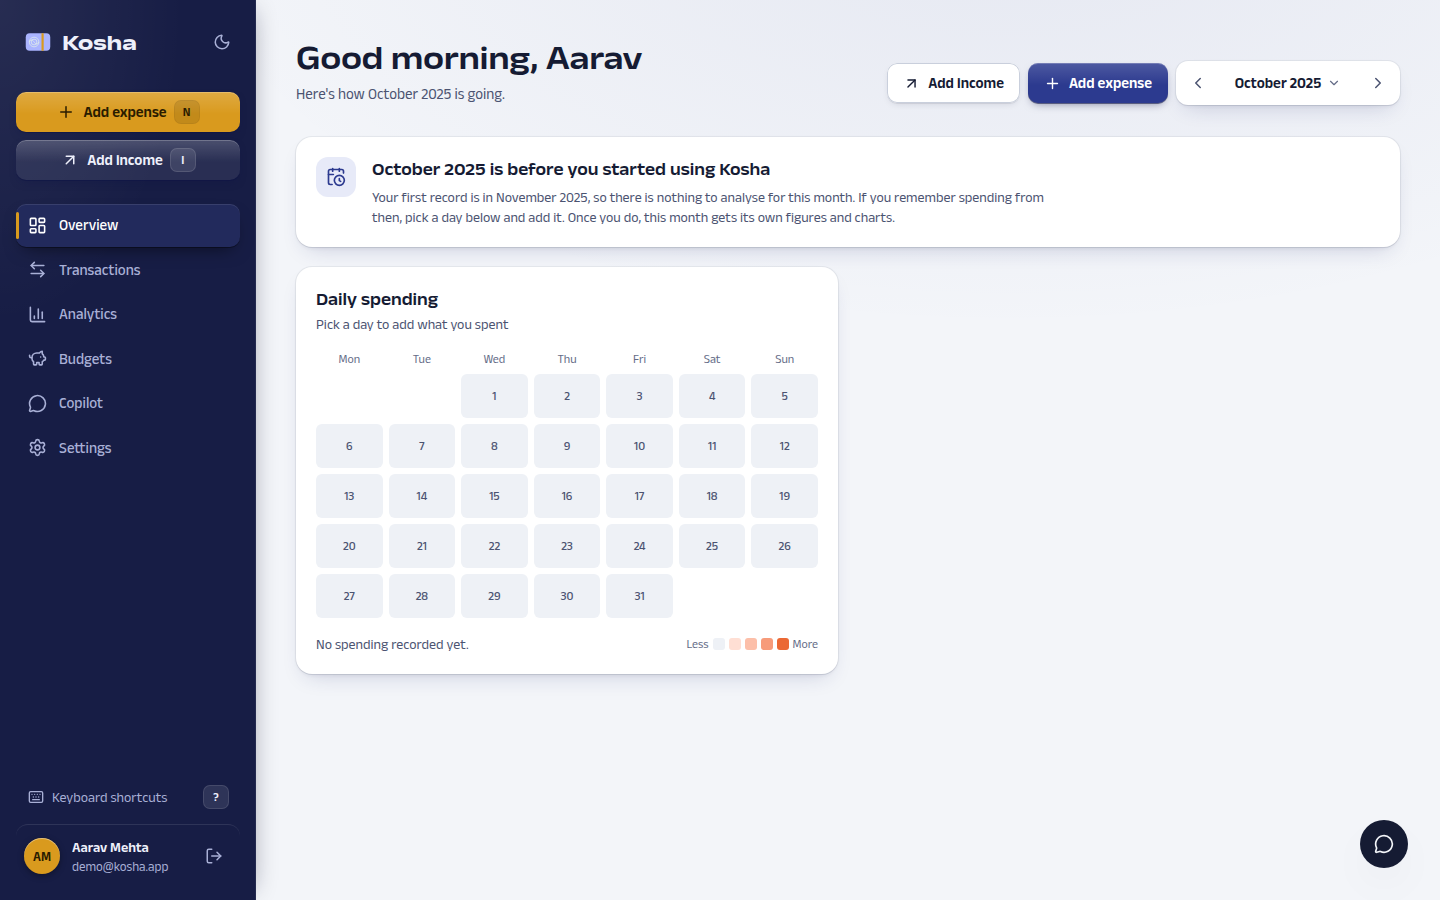 Kosha
Add expense N
Add Income I
Overview
Transactions
Analytics
Budgets
Copilot
Settings
Keyboard shortcuts ?
AM
Aarav Mehta
demo@kosha.app
Good morning, Aarav
Here's how October 2025 is going.
Add Income
Add expense
October 2025
October 2025 is before you started using Kosha
Your first record is in November 2025, so there is nothing to analyse for this month. If you remember spending from
then, pick a day below and add it. Once you do, this month gets its own figures and charts.
Daily spending
Pick a day to add what you spent
Mon Tue Wed Thu Fri Sat Sun
1 2 3 4 5
6 7 8 9 10 11 12
13 14 15 16 17 18 19
20 21 22 23 24 25 26
27 28 29 30 31
No spending recorded yet.
Less More